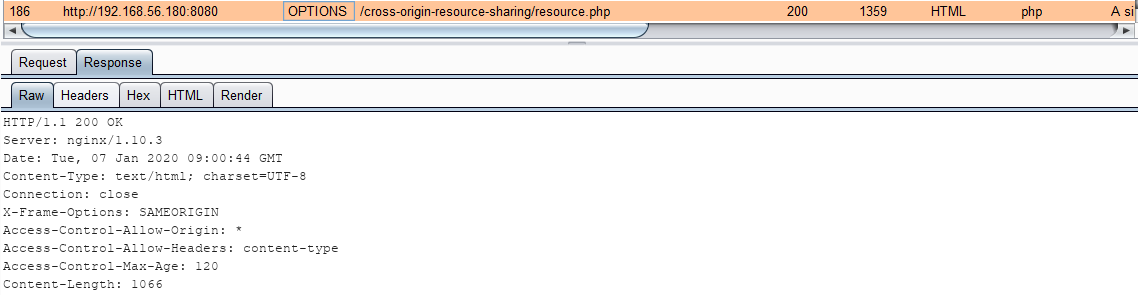 186 http://192.168.56.180:8080 OPTIONS /cross-origin-resource-sharing/resource.php 200 1359 HTML php A si
Request Response
Raw Headers Hex HTML Render
HTTP/1.1 200 OK
Server: nginx/1.10.3
Date: Tue, 07 Jan 2020 09:00:44 GMT
Content-Type: text/html; charset=UTF-8
Connection: close
X-Frame-Options: SAMEORIGIN
Access-Control-Allow-Origin: *
Access-Control-Allow-Headers: content-type
Access-Control-Max-Age: 120
Content-Length: 1066